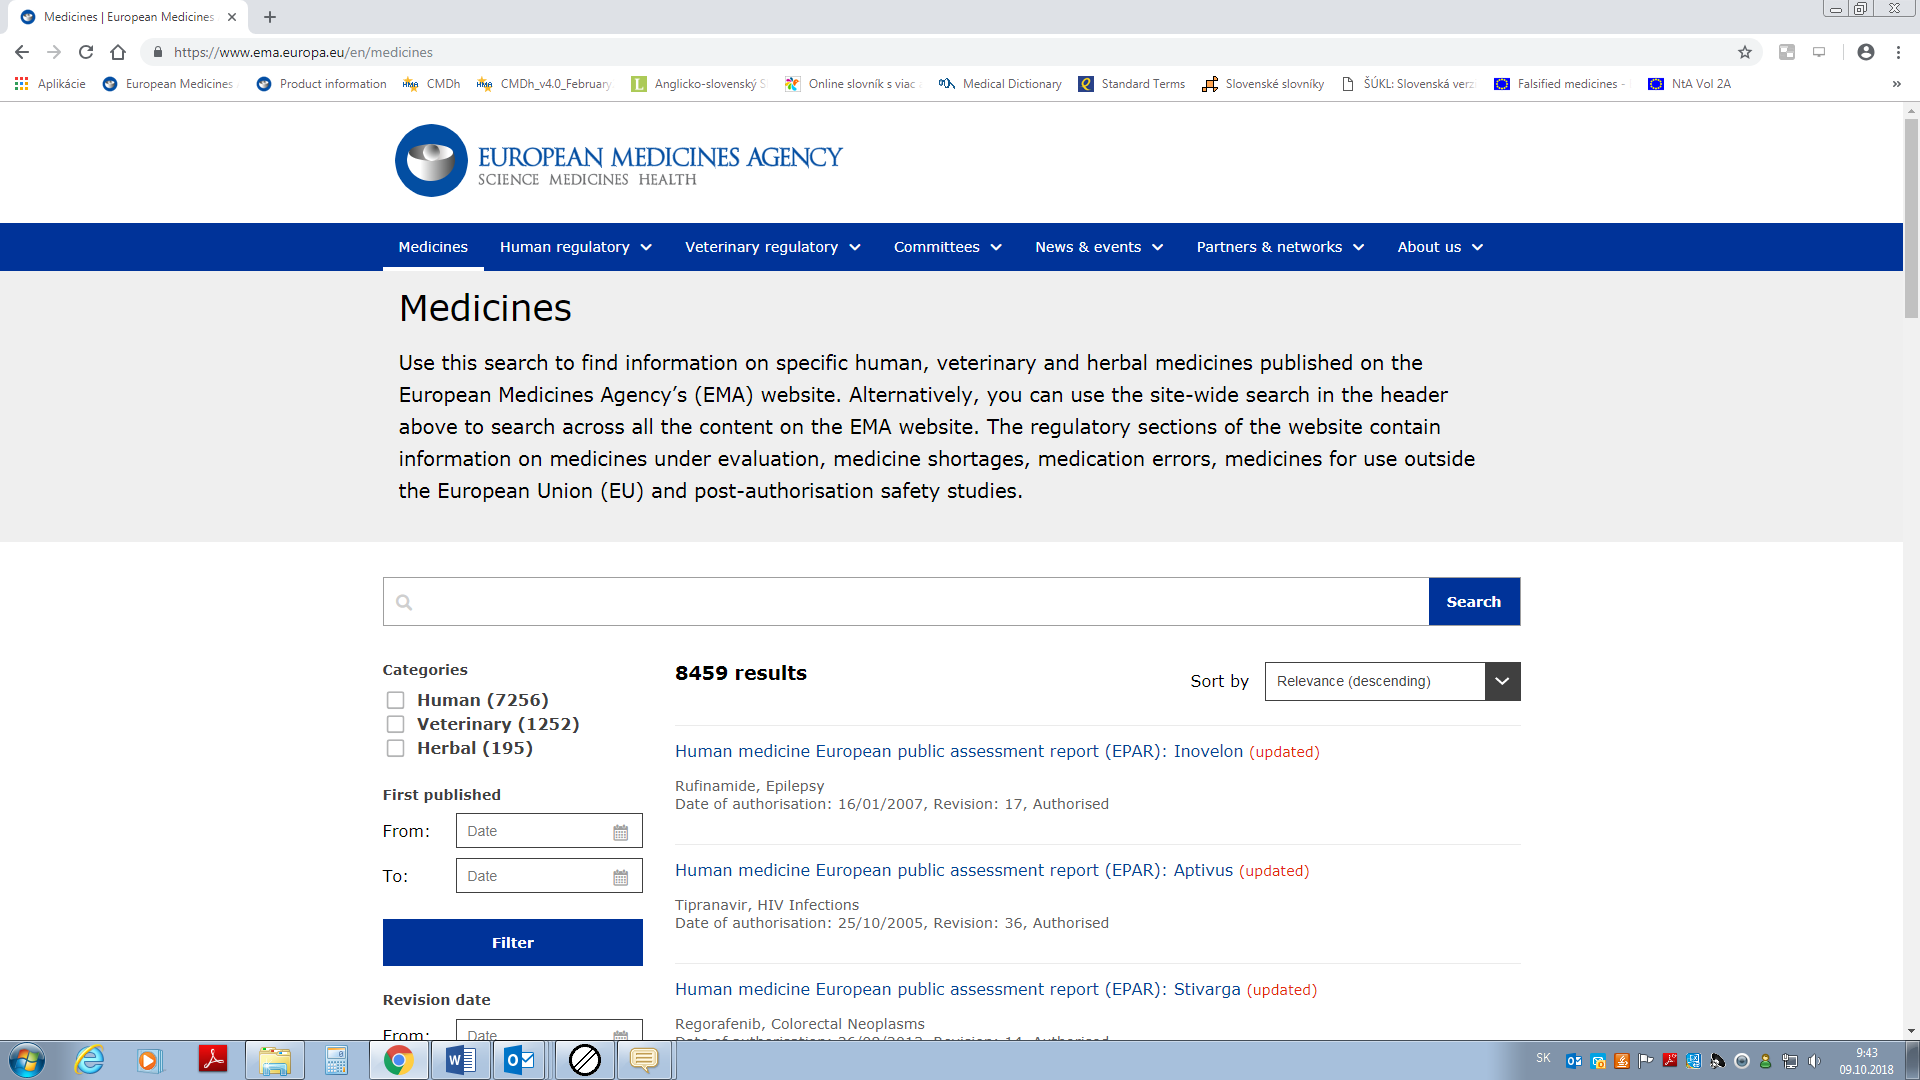 Medicines | European Medicines
https://www.ema.europa.eu/en/medicines
Aplikácie European Medicines Product information CMDh CMDh_v4.0_February Anglicko-slovenský S Online slovník s viac Medical Dictionary Standard Terms Slovenské slovníky ŠÚKL: Slovenská verz Falsified medicines - NtA Vol 2A »
EUROPEAN MEDICINES AGENCY
SCIENCE MEDICINES HEALTH
Medicines Human regulatory Veterinary regulatory Committees News & events Partners & networks About us
Medicines
Use this search to find information on specific human, veterinary and herbal medicines published on the
European Medicines Agency’s (EMA) website. Alternatively, you can use the site-wide search in the header
above to search across all the content on the EMA website. The regulatory sections of the website contain
information on medicines under evaluation, medicine shortages, medication errors, medicines for use outside
the European Union (EU) and post-authorisation safety studies.
Search
Categories
Human (7256)
Veterinary (1252)
Herbal (195)
First published
From: Date
To: Date
Filter
Revision date
From: Date
8459 results
Sort by Relevance (descending)
Human medicine European public assessment report (EPAR): Inovelon (updated)
Rufinamide, Epilepsy
Date of authorisation: 16/01/2007, Revision: 17, Authorised
Human medicine European public assessment report (EPAR): Aptivus (updated)
Tipranavir, HIV Infections
Date of authorisation: 25/10/2005, Revision: 36, Authorised
Human medicine European public assessment report (EPAR): Stivarga (updated)
Regorafenib, Colorectal Neoplasms
SK
9:43
09.10.2018